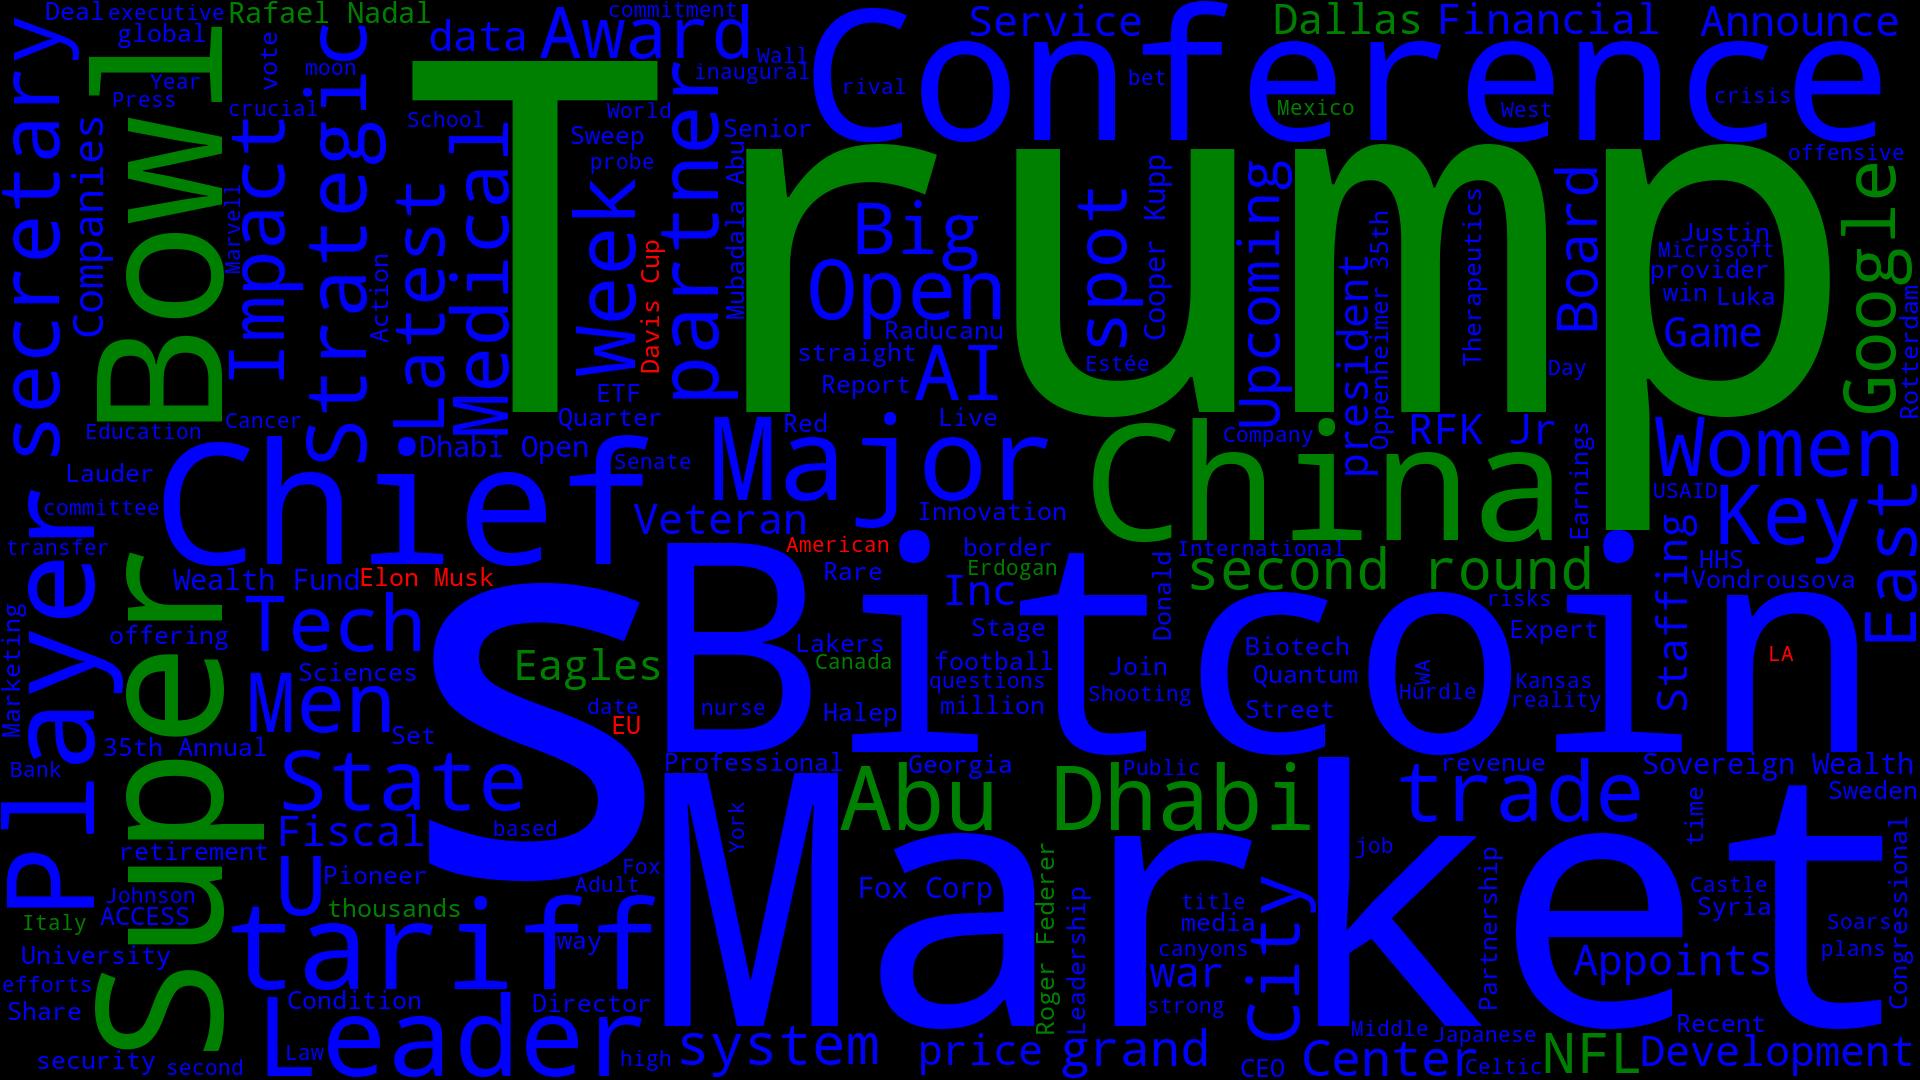 Deal
executive
Rafael Nadal
commitment
global
data
Award
Service
Dallas
Financial
Announce
secretary
Bowl
vote
Strategic
Wall
Conference
Year
moon
inaugural
rival
bet
Mexico
West
crisis
Press
crucial
School
World
Companies
Impact
Medical
Sweep
partner
Senior
Trump
probe
offensive
Marvell
Action
Latest
Week
Davis Cup
Mubadala Abu
Big
Open
Raducanu
spot
Cooper Kupp
Upcoming
president
Oppenheimer 35th
Therapeutics
Board
Justin
Microsoft
provider
win
Luka
Game
Google
Rotterdam
straight
Report
AI
Estée
Day
ETF
Quarter
Education
Cancer
Red
Live
Company
RFK Jr
Earnings
Women
Dhabi Open
Senate
Major
China
Lauder
Chief
committee
Veteran
Innovation
USAID
Key
East
transfer
American
border
International
Wealth Fund
Elon Musk
Rare
Erdogan
second round
Staffing
HHS
Vondrousova
Player
Super
Tech
s
Bitcoin
Inc
Donald
risks
offering
Stage
Expert
Marketing
Sciences
Eagles
Lakers
Canada
football
questions
Join
Biotech
Quantum
WA
Hurdle
Kansas
reality
LA
Men
date
EU
nurse
Halep
million
Shooting
Street
Set
35th Annual
Bank
State
Professional
Georgia
Public
revenue
Sovereign Wealth
Abu Dhabi
trade
Sweden
Fiscal
based
York
Market
time
retirement
job
U
Pioneer
Fox
Adult
Fox Corp
Roger Federer
Leadership
Partnership
Castle
Syria
Congressional
Johnson
ACCESS
Italy
thousands
title
media
City
Soars
plans
University
tariff
way
canyons
war
Appoints
efforts
Share
Condition
Director
strong
Leader
Law
high
system
price
grand
Middle
Japanese
Recent
security
second
CEO
Center
Celtic
NFL
Development